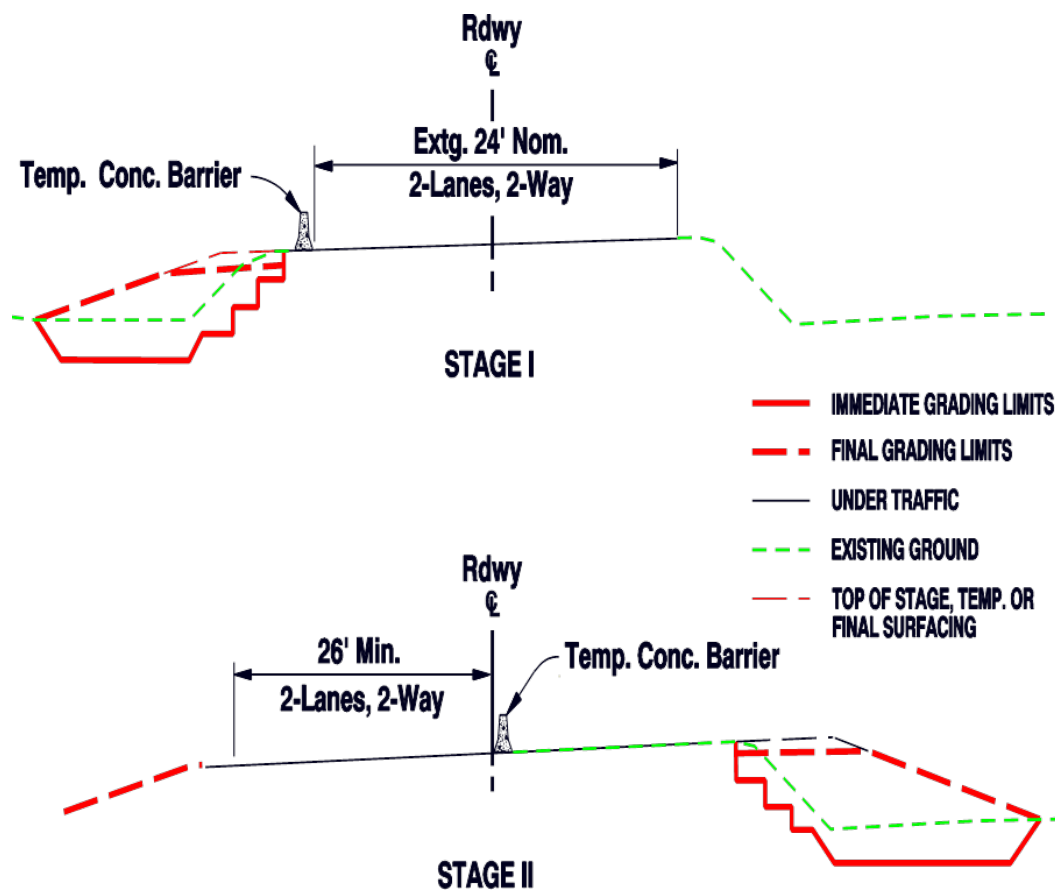 Rdwy
℄
Extg. 24' Nom.
2-Lanes, 2-Way
Temp. Conc. Barrier
STAGE I
IMMEDIATE GRADING LIMITS
FINAL GRADING LIMITS
UNDER TRAFFIC
EXISTING GROUND
TOP OF STAGE, TEMP. OR
FINAL SURFACING
Rdwy
℄
26' Min.
2-Lanes, 2-Way
Temp. Conc. Barrier
STAGE II